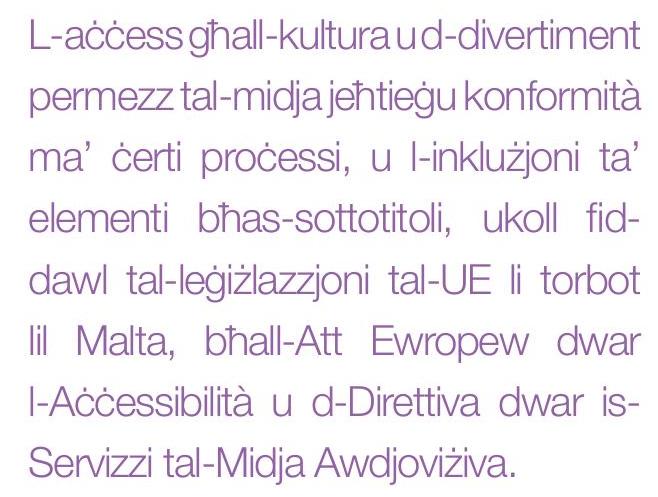 L-aċċess għall-kultura u d-divertiment
permezz tal-midja jeħtieġu konformità
ma’ ċerti proċessi, u l-inklużjoni ta’
elementi bħas-sottotitoli, ukoll fid-
dawl tal-leġiżlazzjoni tal-UE li torbot
lil Malta, bħall-Att Ewropew dwar
l-Aċċessibilità u d-Direttiva dwar is-
Servizzi tal-Midja Awdjoviżiva.